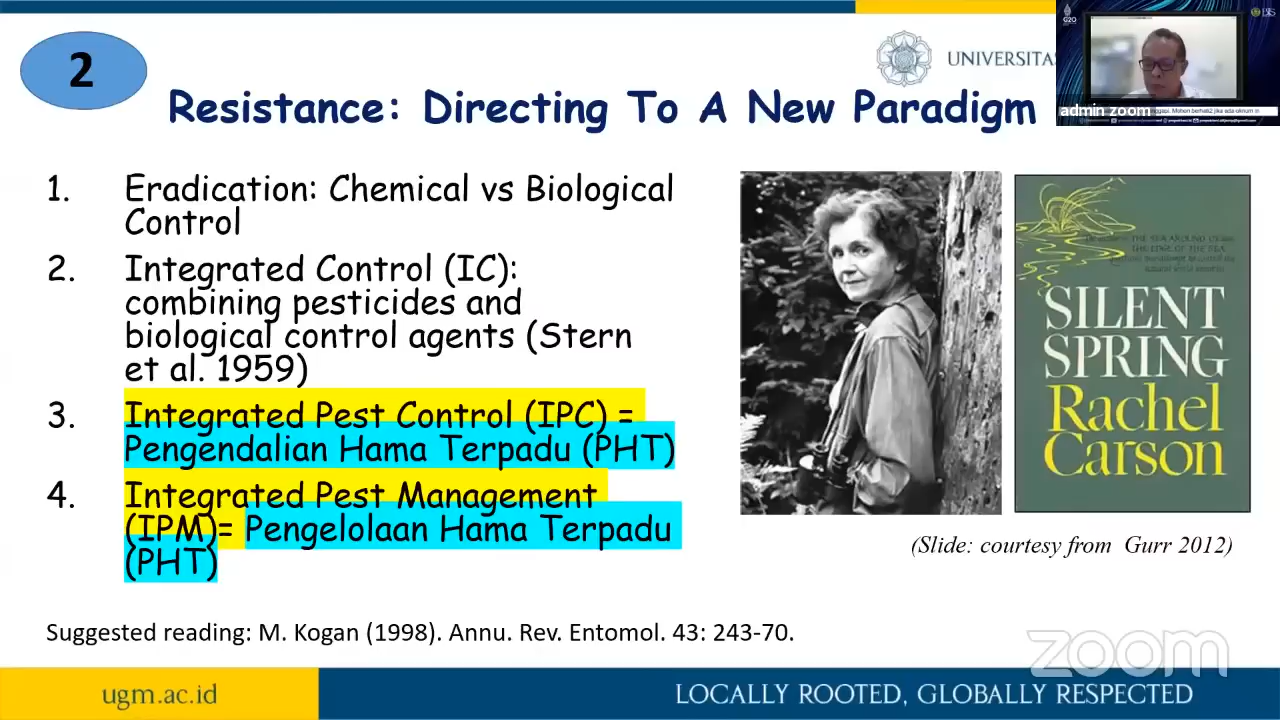 2
UNIVERSITAS
G20
admin zoom
Resistance: Directing To A New Paradigm
1. Eradication: Chemical vs Biological
Control
2. Integrated Control (IC):
combining pesticides and
biological control agents (Stern
et al. 1959)
3. Integrated Pest Control (IPC) =
Pengendalian Hama Terpadu (PHT)
4. Integrated Pest Management
(IPM)= Pengelolaan Hama Terpadu
(PHT)
SILENT
SPRING
Rachel
Carson
(Slide: courtesy from Gurr 2012)
Suggested reading: M. Kogan (1998). Annu. Rev. Entomol. 43: 243-70.
zoom
ugm.ac.id
LOCALLY ROOTED, GLOBALLY RESPECTED